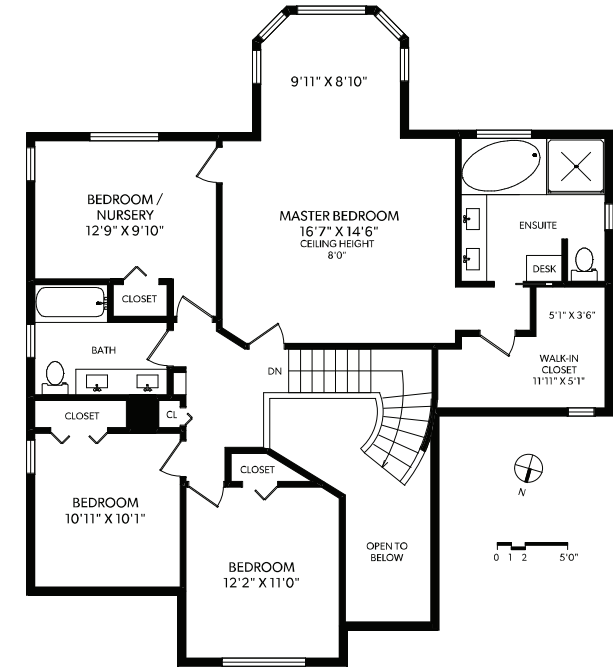 9'11" X 8'10"
BEDROOM /
NURSERY
12'9" X 9'10"
MASTER BEDROOM
16'7" X 14'6"
CEILING HEIGHT
8'0"
ENSUITE
DESK
CLOSET
5'1" X 3'6"
BATH
DN
WALK-IN
CLOSET
11'11" X 5'1"
CLOSET
CL
CLOSET
BEDROOM
10'11" X 10'1"
N
OPEN TO
BELOW
0 1 2 5'0"
BEDROOM
12'2" X 11'0"